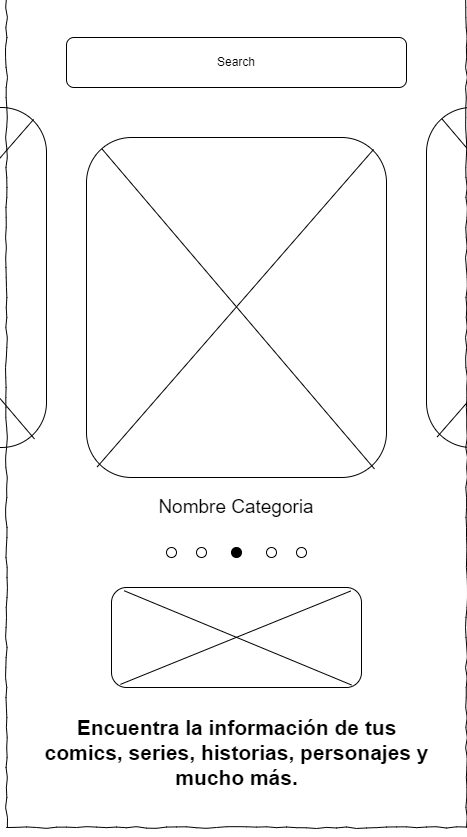 Search
Nombre Categoria
Encuentra la información de tus
comics, series, historias, personajes y
mucho más.